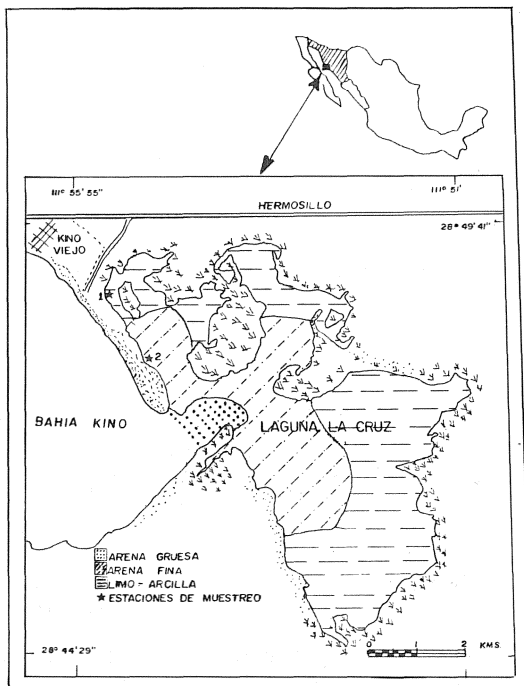 111° 55' 55"
111° 51'
HERMOSILLO
28° 49' 41"
KINO
VIEJO
1
2
BAHIA KINO
LAGUNA LA CRUZ
ARENA GRUESA
ARENA FINA
LIMO - ARCILLA
ESTACIONES DE MUESTREO
28° 44' 29"
0 1 2 KMS.